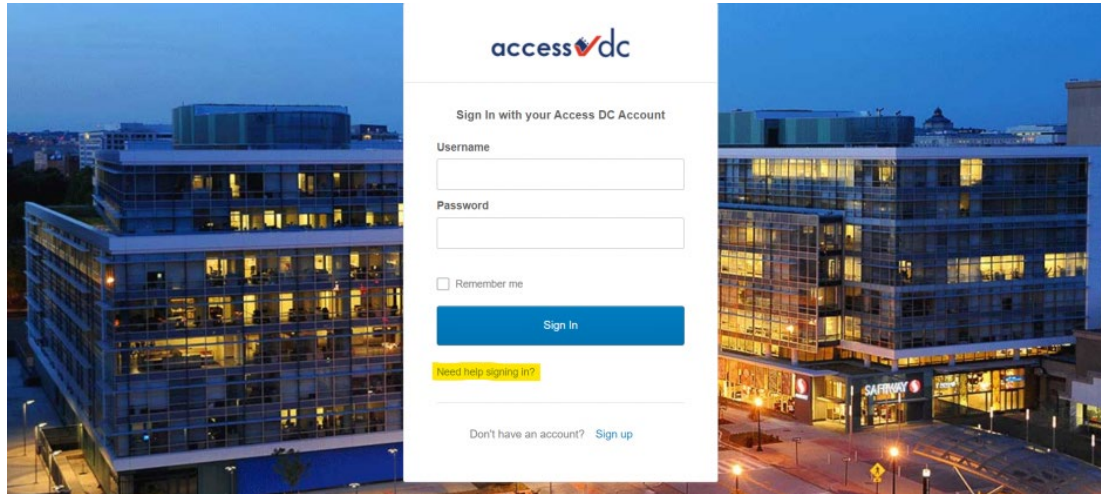 access dc
Sign In with your Access DC Account
Username
Password
Remember me
Sign In
Need help signing in?
Don't have an account? Sign up
SAFEWAY